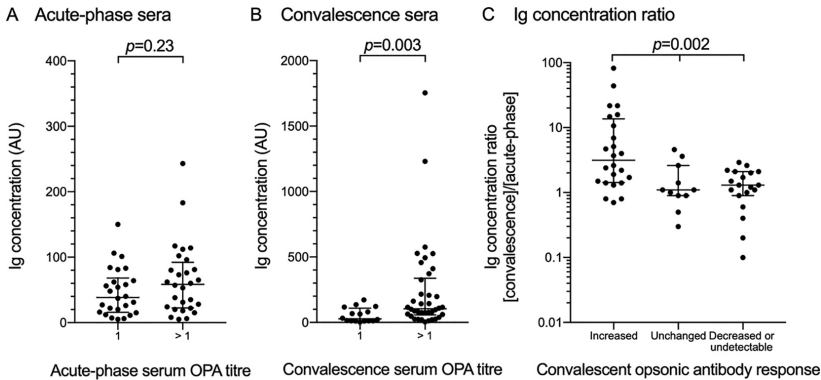 A Acute-phase sera
p=0.23
Ig concentration (AU)
400
300
200
100
0
1
> 1
Acute-phase serum OPA titre
B Convalescence sera
p=0.003
Ig concentration (AU)
2000
1500
1000
500
0
1
> 1
Convalescence serum OPA titre
C Ig concentration ratio
p=0.002
Ig concentration ratio
[convalescence]/[acute-phase]
100
10
1
0.1
0.01
Increased
Unchanged
Decreased or
undetectable
Convalescent opsonic antibody response